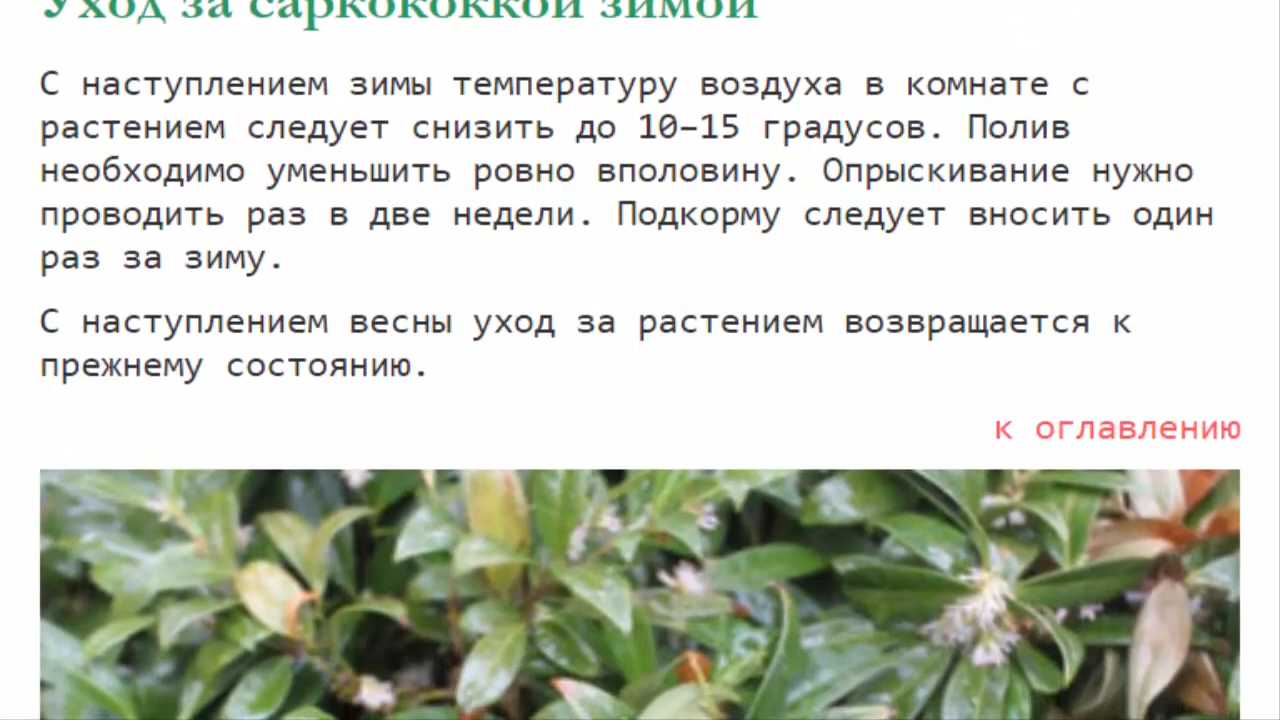 Уход за саркококкой зимой
С наступлением зимы температуру воздуха в комнате с
растением следует снизить до 10–15 градусов. Полив
необходимо уменьшить ровно вполовину. Опрыскивание нужно
проводить раз в две недели. Подкорму следует вносить один
раз за зиму.
С наступлением весны уход за растением возвращается к
прежнему состоянию.
к оглавлению